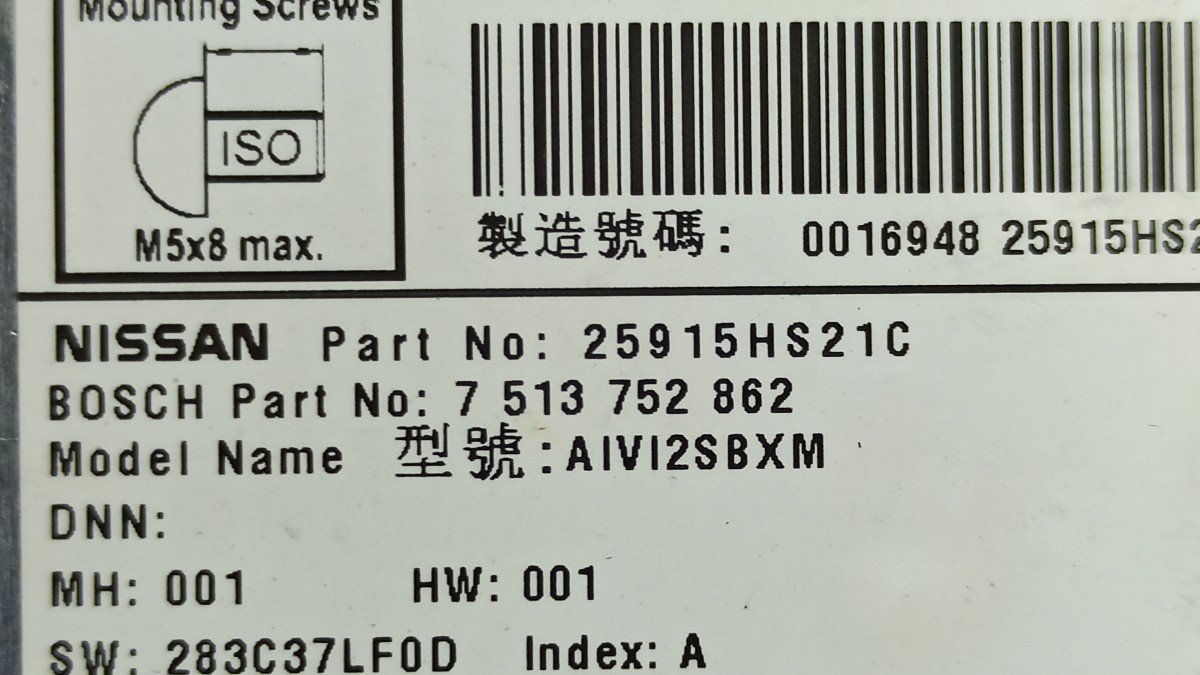 Mounting Screws
ISO
M5x8 max.
製造號碼: 0016948 25915HS2
NISSAN Part No: 25915HS21C
BOSCH Part No: 7 513 752 862
Model Name 型號:AIVI2SBXM
DNN:
MH: 001 HW: 001
SW: 283C37LF0D Index: A